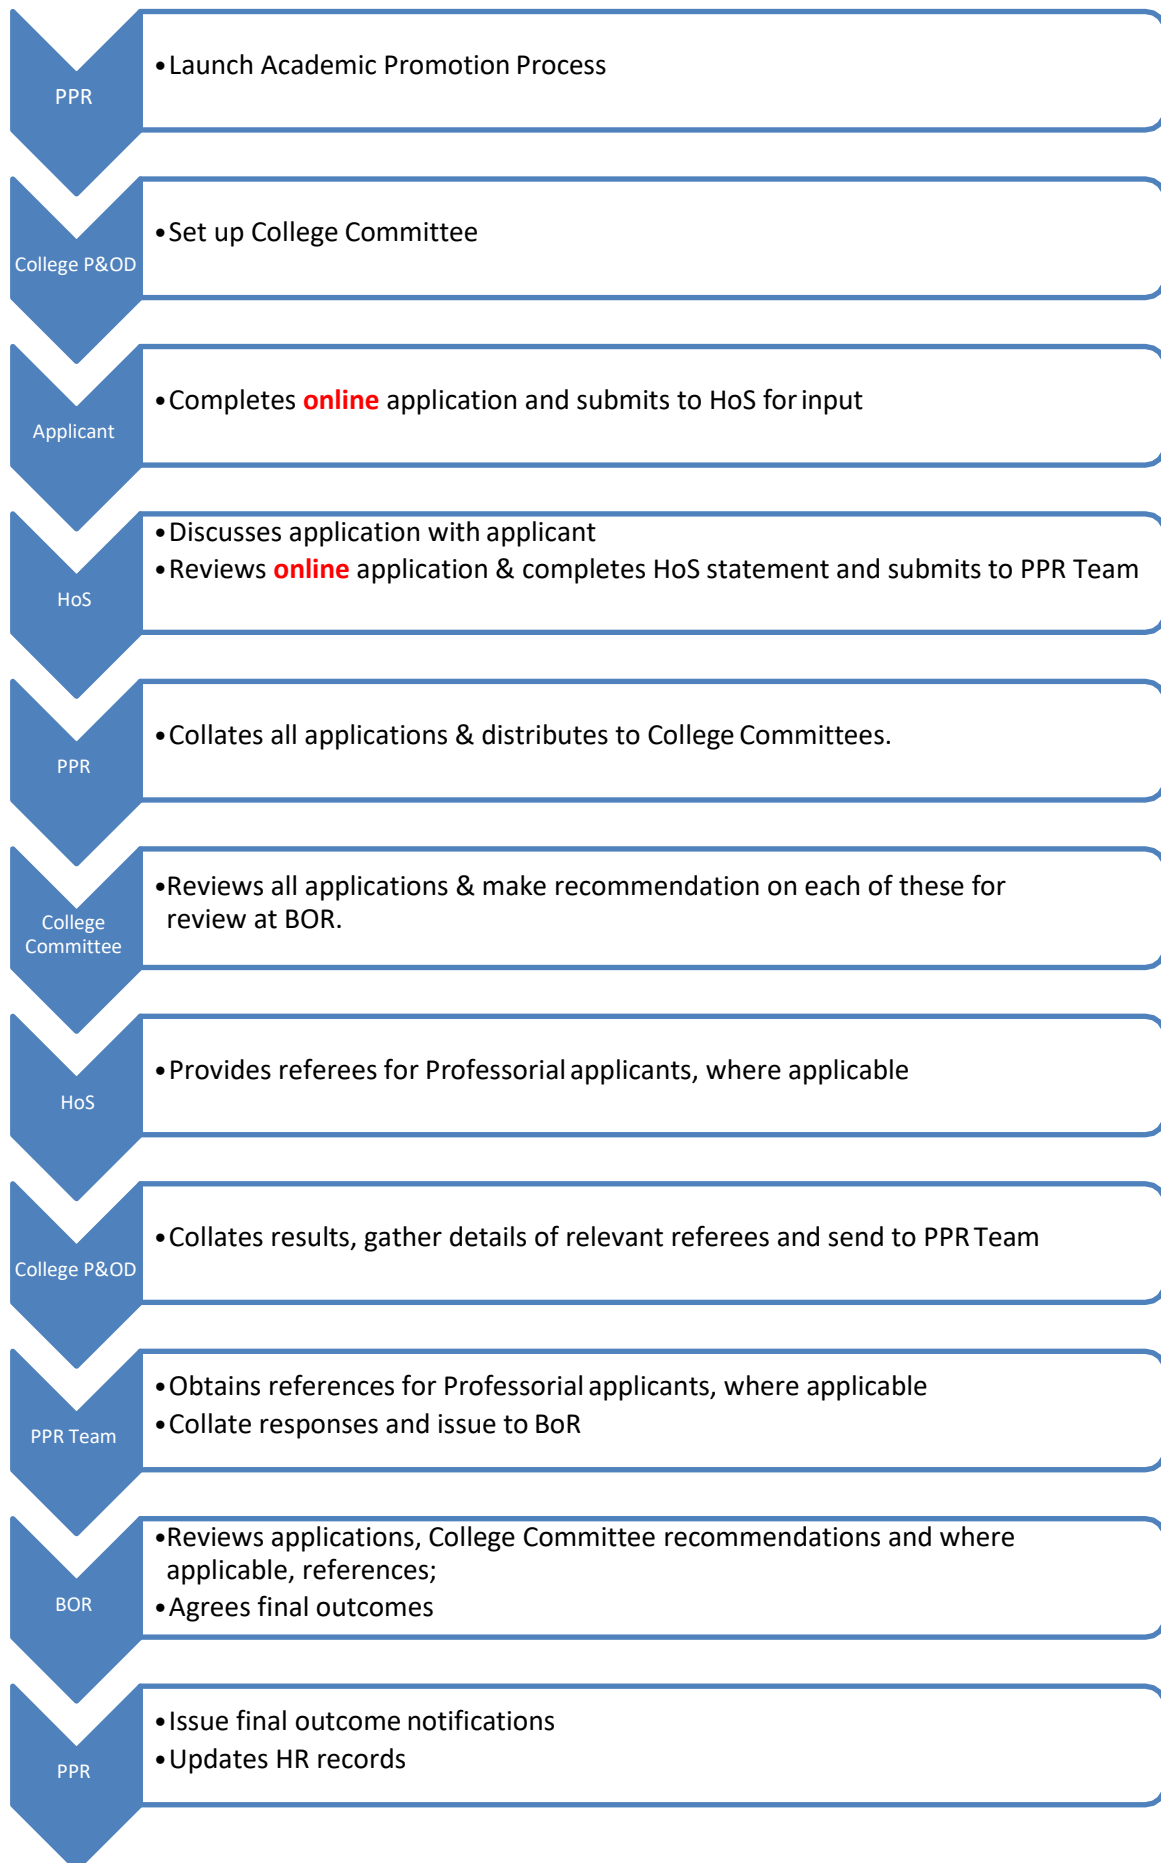 PPR
•Launch Academic Promotion Process
College P&OD
•Set up College Committee
Applicant
•Completes online application and submits to HoS for input
HoS
•Discusses application with applicant
•Reviews online application & completes HoS statement and submits to PPR Team
PPR
•Collates all applications & distributes to College Committees.
College
Committee
•Reviews all applications & make recommendation on each of these for
review at BOR.
HoS
•Provides referees for Professorial applicants, where applicable
College P&OD
•Collates results, gather details of relevant referees and send to PPR Team
PPR Team
•Obtains references for Professorial applicants, where applicable
•Collate responses and issue to BoR
BOR
•Reviews applications, College Committee recommendations and where
applicable, references;
•Agrees final outcomes
PPR
•Issue final outcome notifications
•Updates HR records